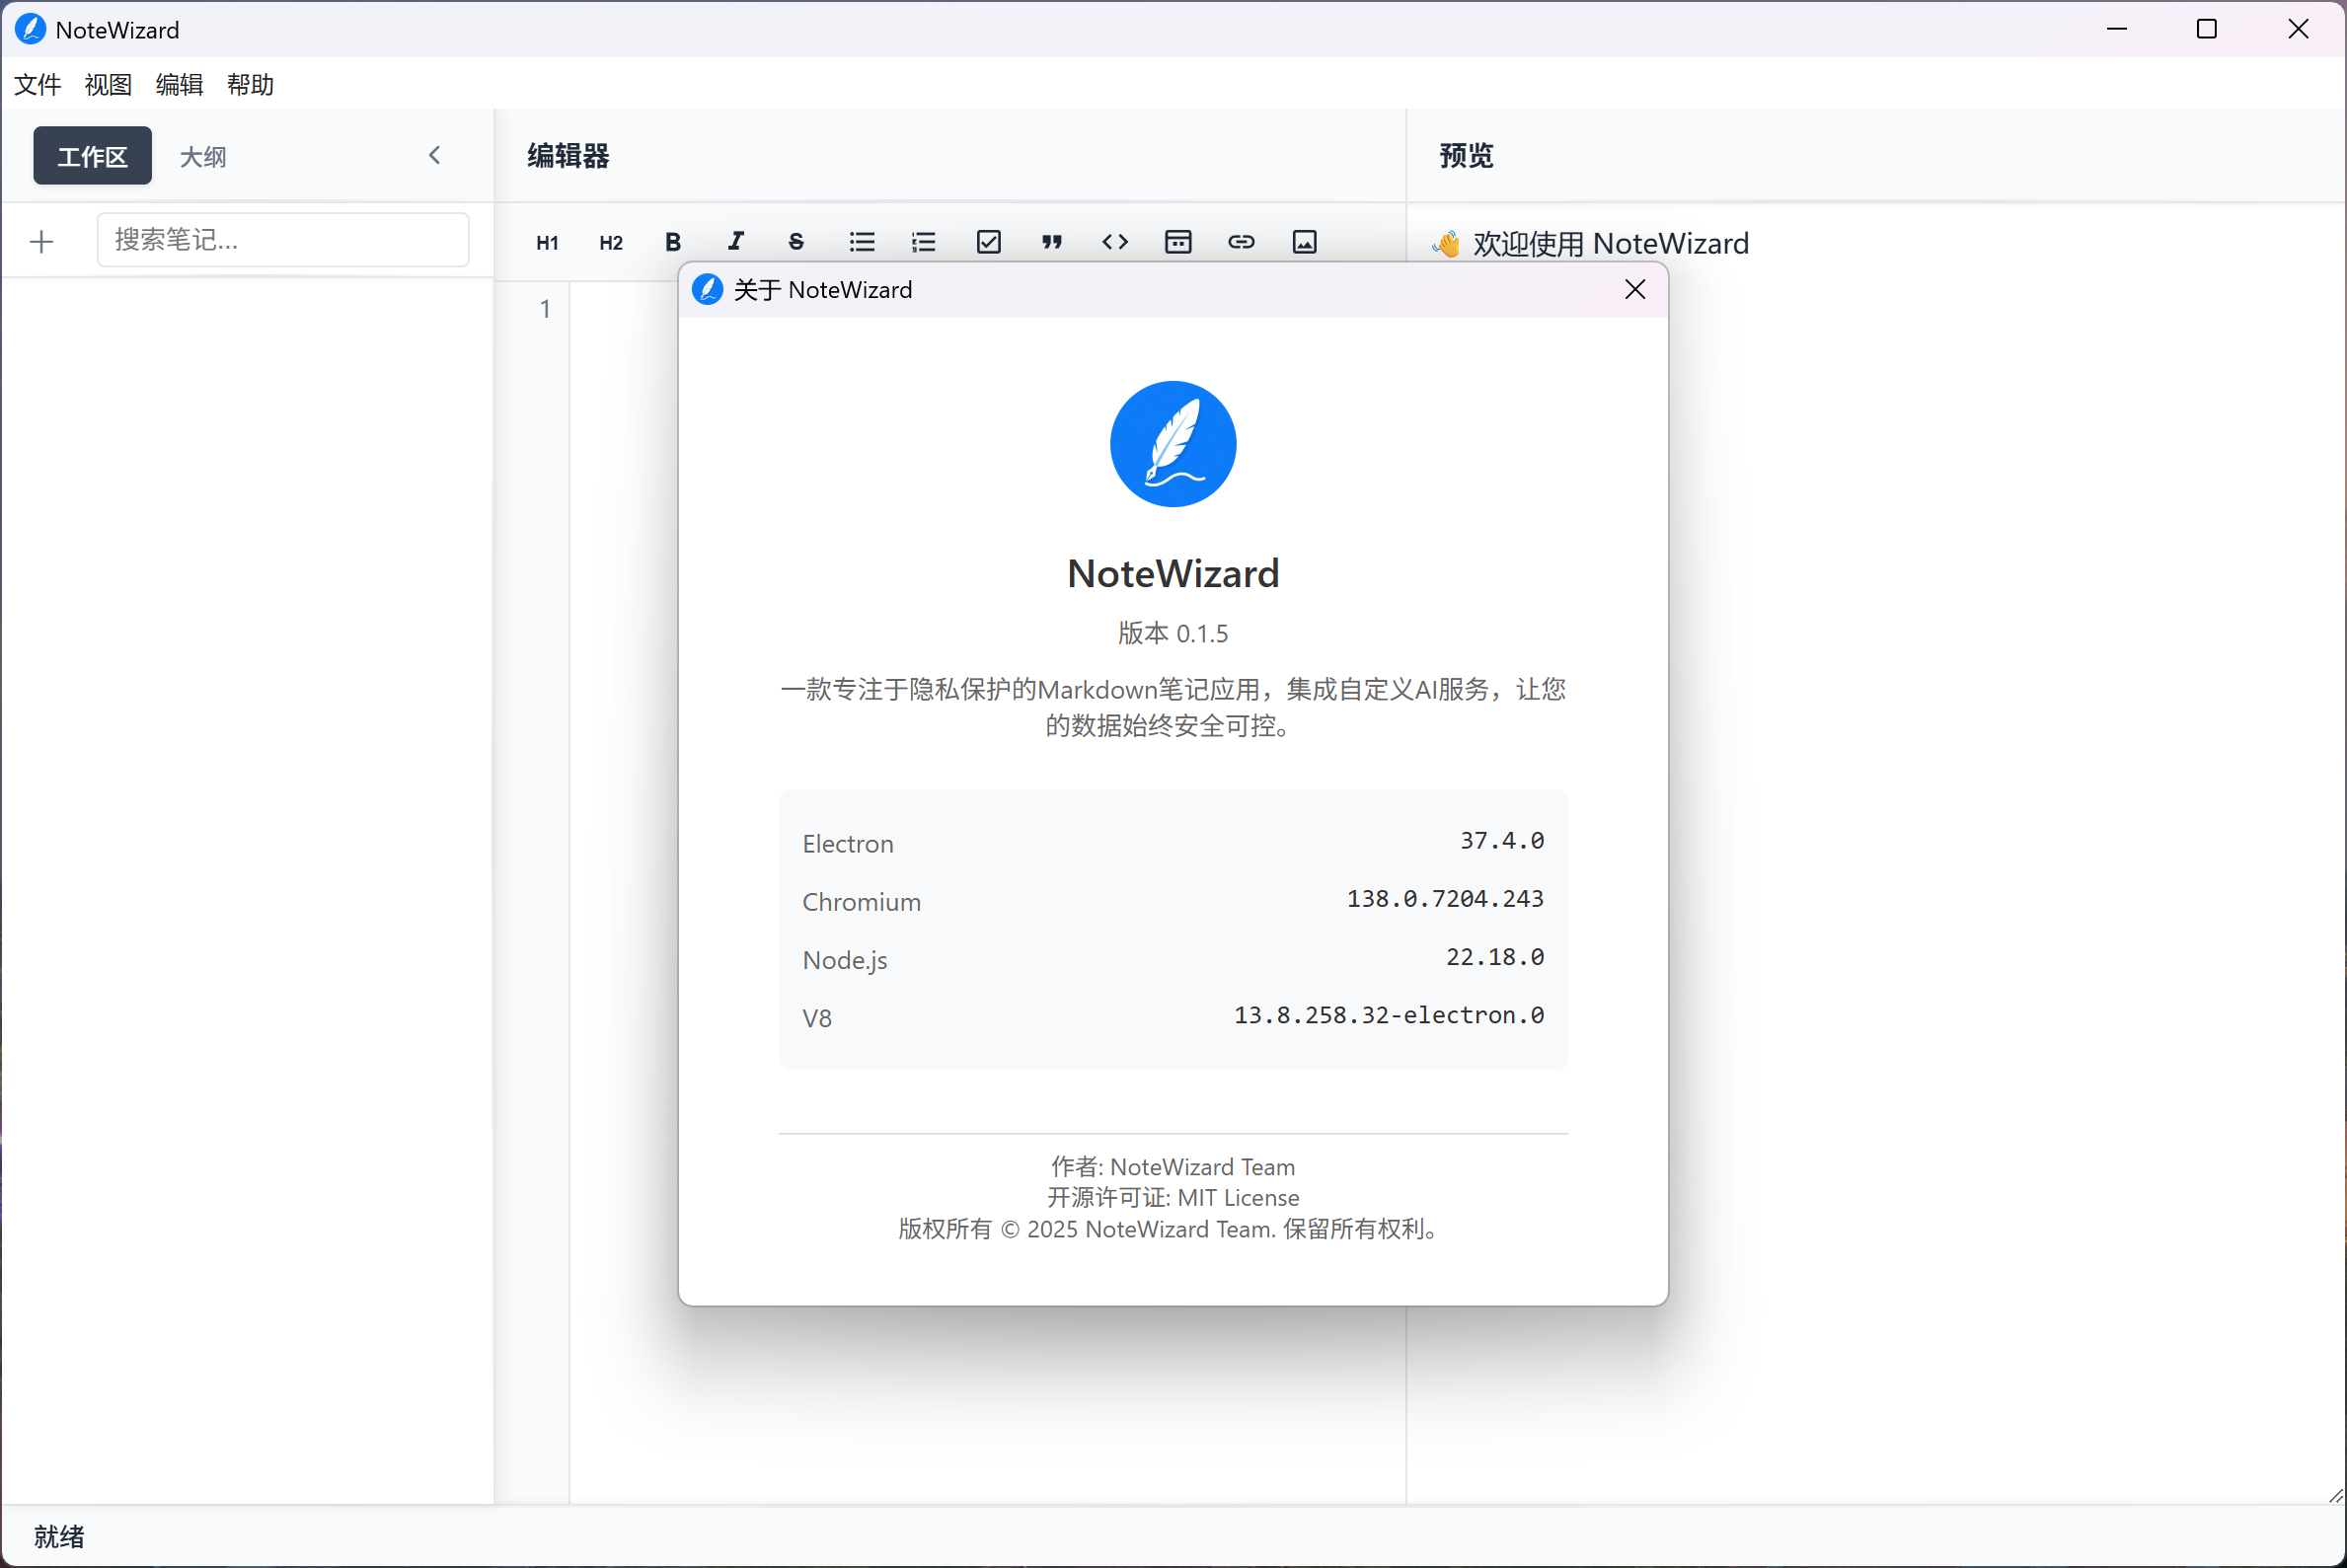 NoteWizard
文件 视图 编辑 帮助
工作区 大纲
编辑器
预览
搜索笔记...
H1 H2 B I S
👋 欢迎使用 NoteWizard
1
关于 NoteWizard
NoteWizard
版本 0.1.5
一款专注于隐私保护的Markdown笔记应用，集成自定义AI服务，让您
的数据始终安全可控。
Electron 37.4.0
Chromium 138.0.7204.243
Node.js 22.18.0
V8 13.8.258.32-electron.0
作者: NoteWizard Team
开源许可证: MIT License
版权所有 © 2025 NoteWizard Team. 保留所有权利。
就绪